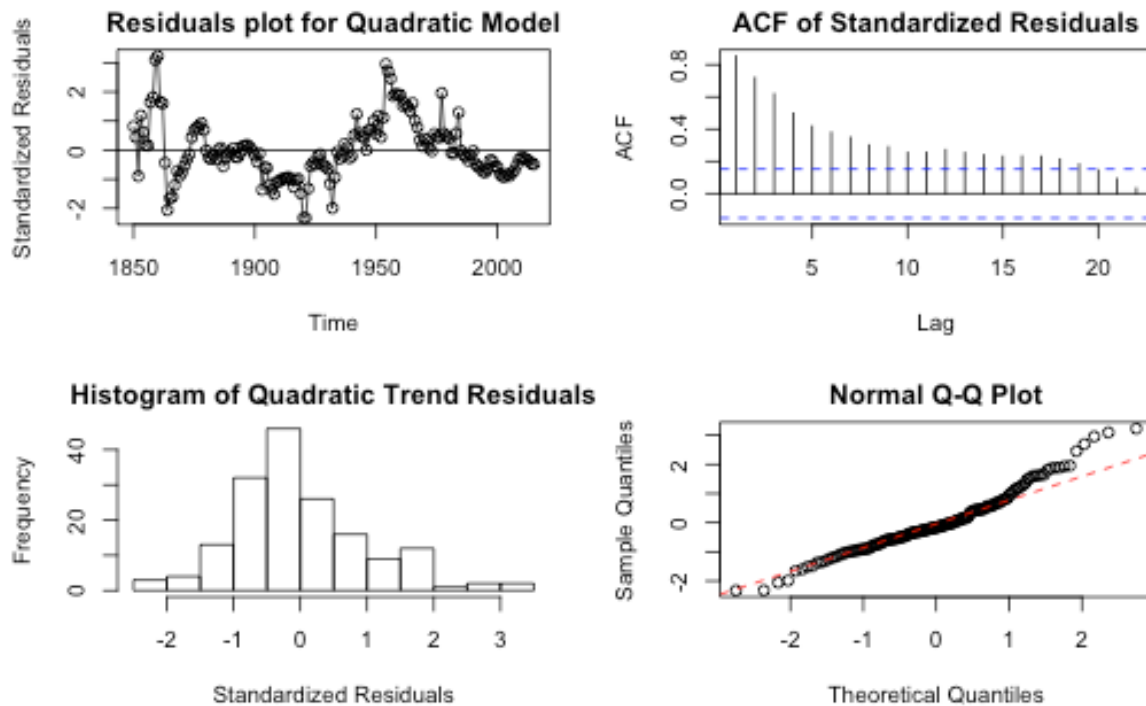 Residuals plot for Quadratic Model
Standardized Residuals
2
0
-2
1850 1900 1950 2000
Time
ACF of Standardized Residuals
ACF
0.8
0.4
0.0
5 10 15 20
Lag
Histogram of Quadratic Trend Residuals
Frequency
40
20
0
-2 -1 0 1 2 3
Standardized Residuals
Normal Q-Q Plot
Sample Quantiles
2
0
-2
-2 -1 0 1 2
Theoretical Quantiles